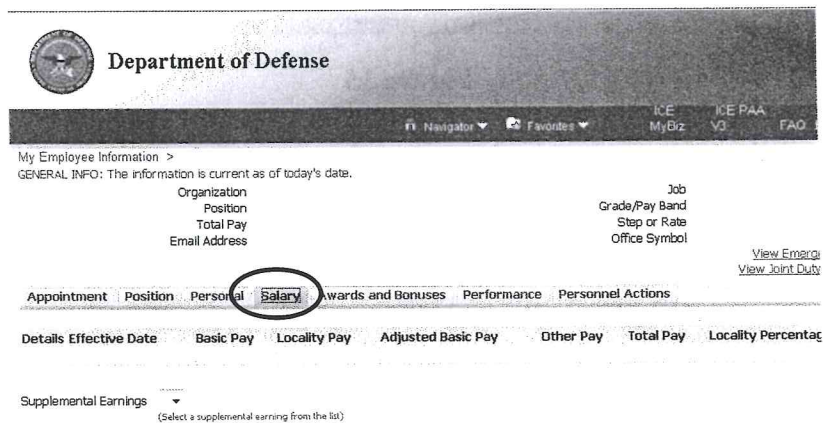 Department of Defense
Navigator Favorites ICE MyBiz ICE PAA V3 FAQ
My Employee Information >
GENERAL INFO: The information is current as of today's date.
Organization Job
Position Grade/Pay Band
Total Pay Step or Rate
Email Address Office Symbol
View Emerg
View Joint Duty
Appointment Position Personal Salary Awards and Bonuses Performance Personnel Actions
Details Effective Date Basic Pay Locality Pay Adjusted Basic Pay Other Pay Total Pay Locality Percentag
Supplemental Earnings
(Select a supplemental earning from the list)